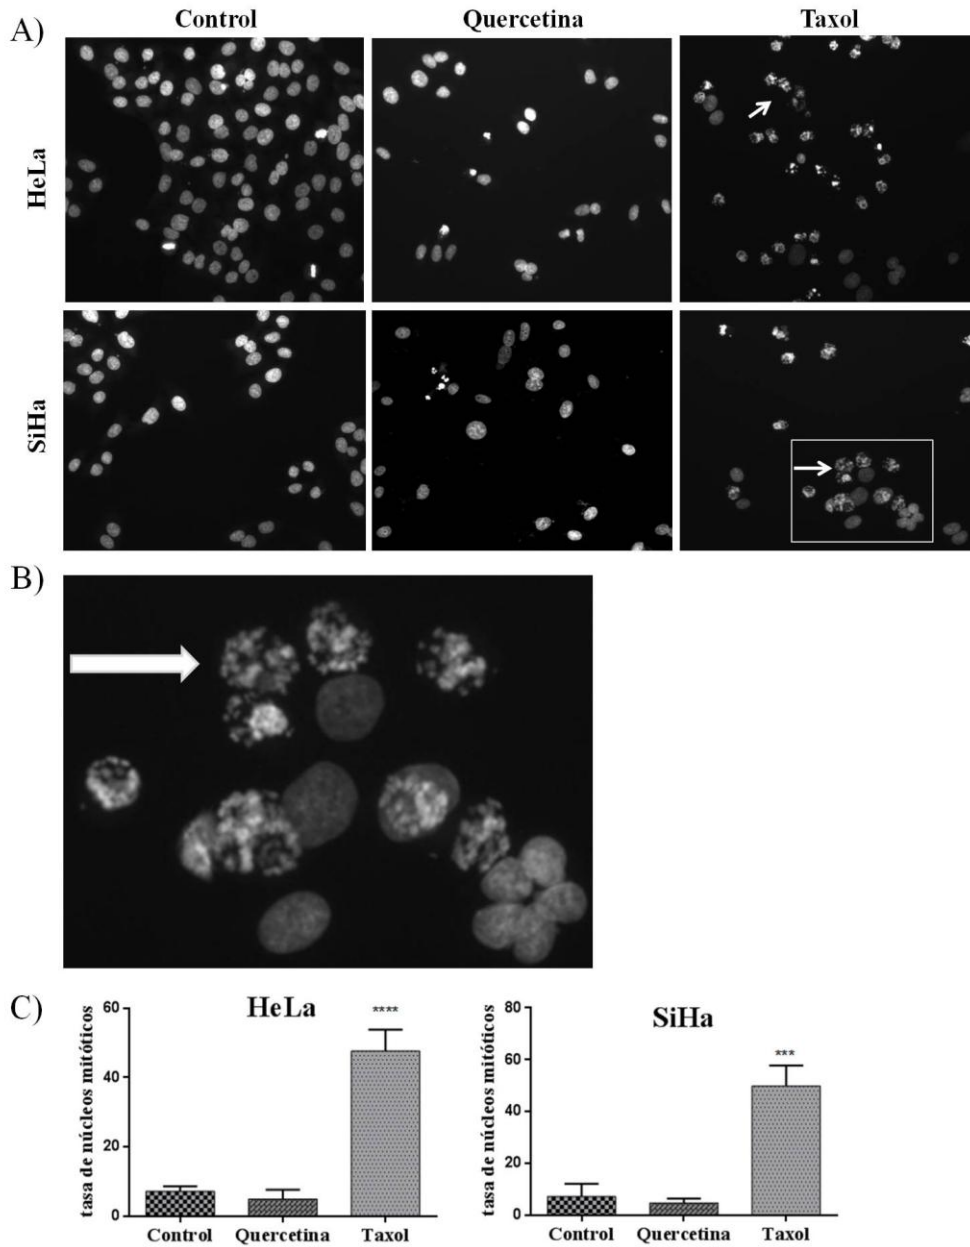 Control Quercetina Taxol
A)
HeLa
SiHa
B)
C)
HeLa
tasa de núcleos mitóticos
60
40
20
0
****
Control Quercetina Taxol
SiHa
tasa de núcleos mitóticos
80
60
40
20
0
***
Control Quercetina Taxol